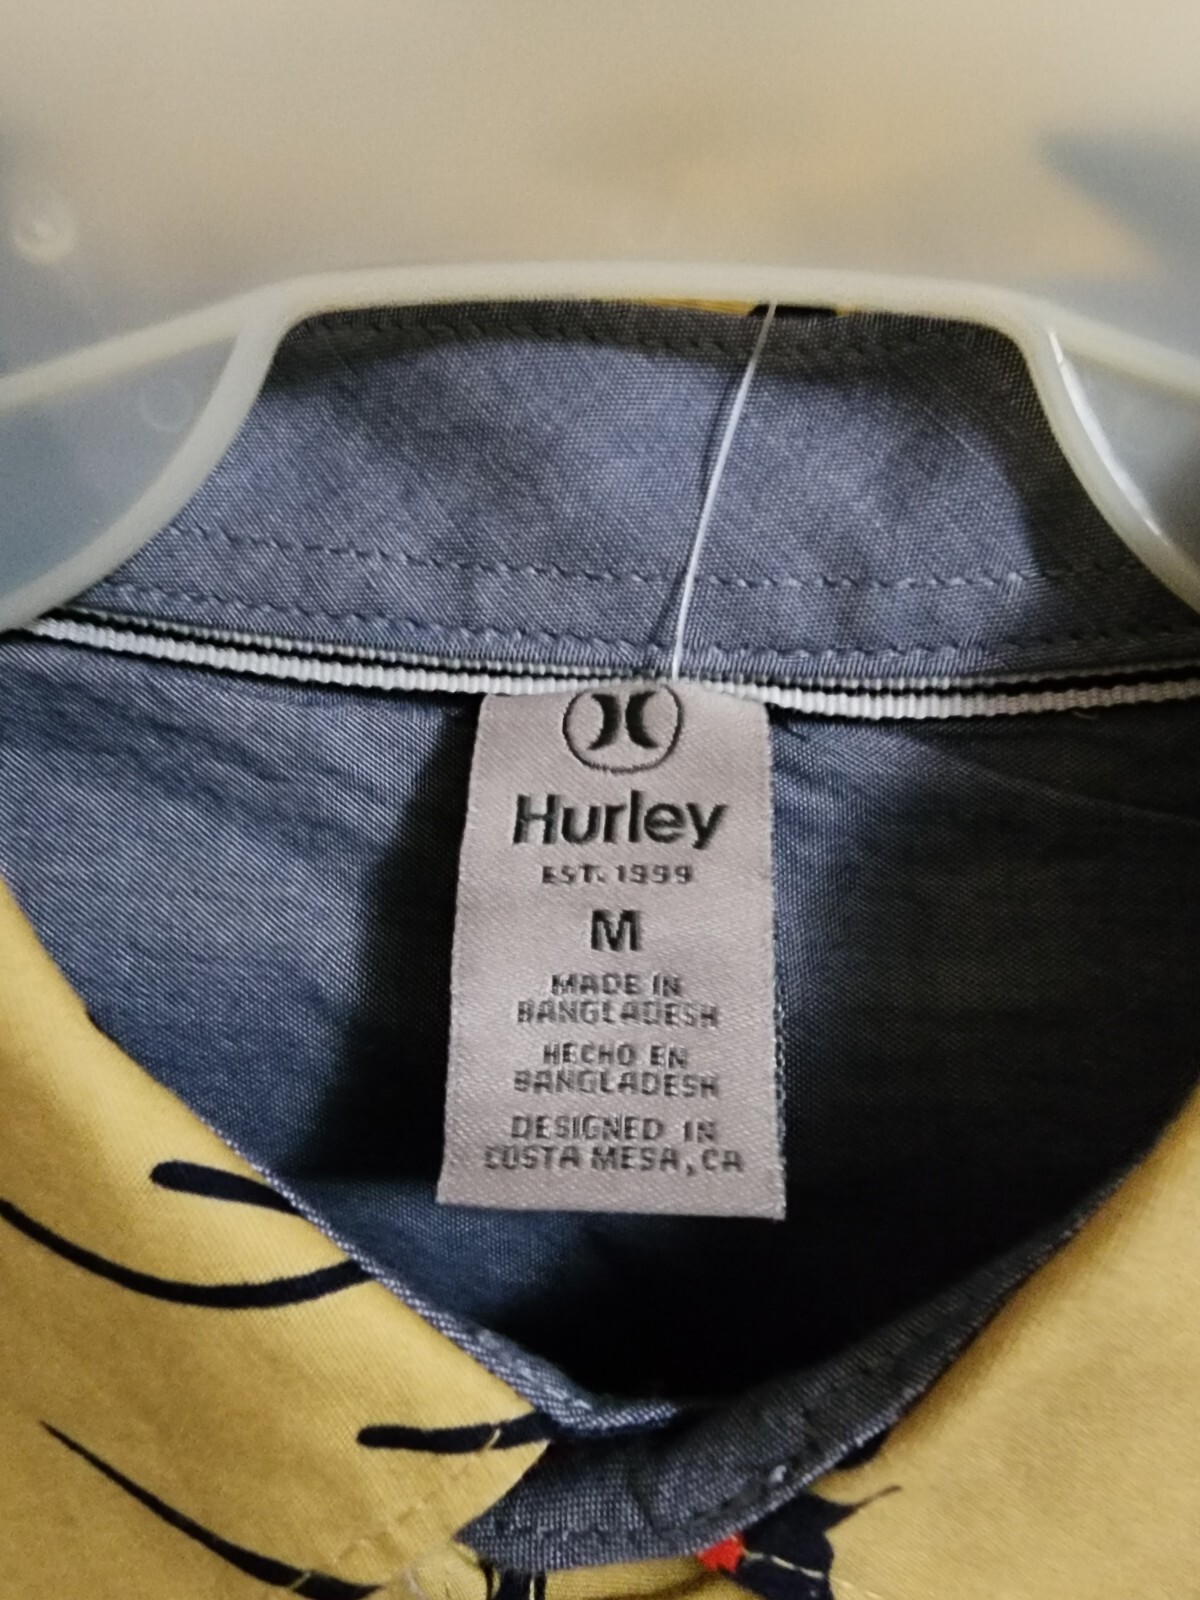 Hurley
EST. 1999
M
MADE IN
BANGLADESH
HECHO EN
BANGLADESH
DESIGNED IN
COSTA MESA, CA